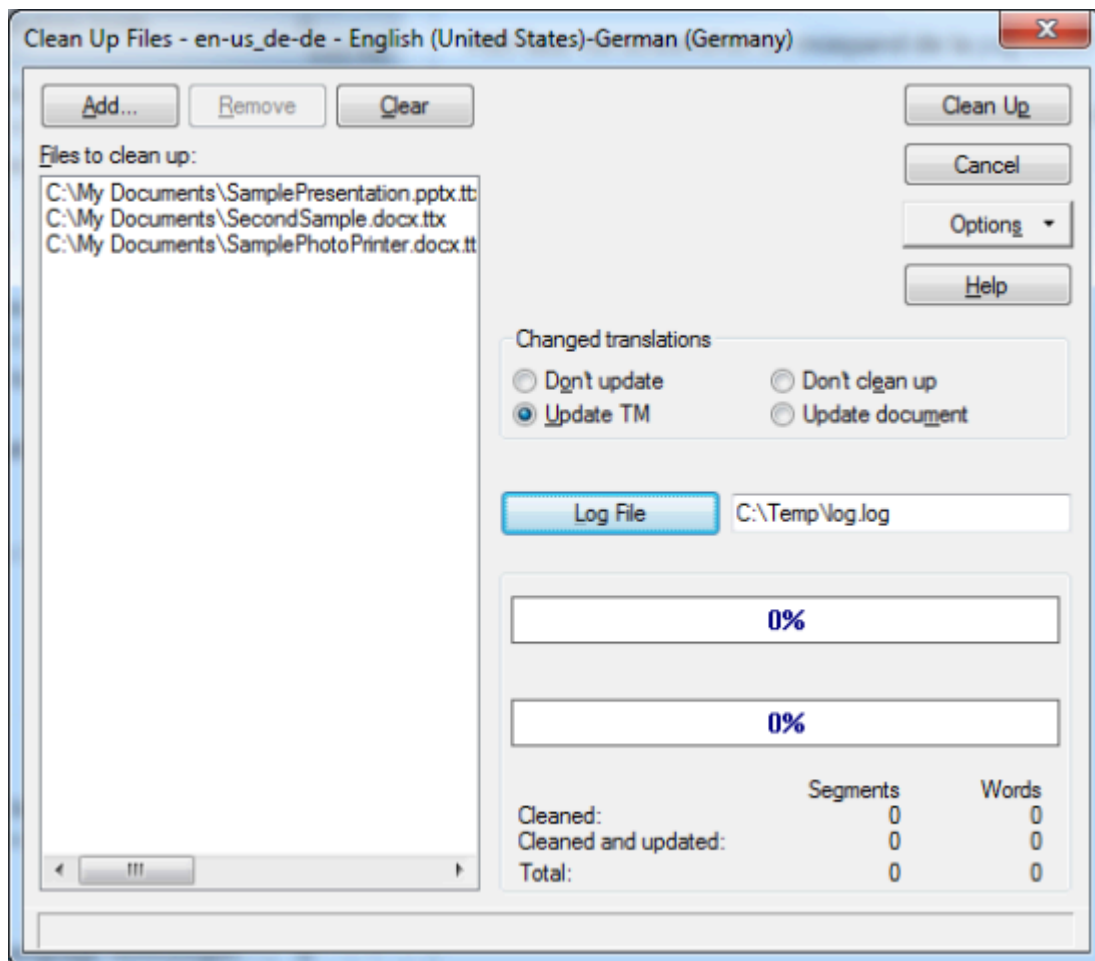 Clean Up Files - en-us_de-de - English (United States)-German (Germany)
Add... Remove Clear
Clean Up
Files to clean up:
Cancel
C:\My Documents\SamplePresentation.pptx.tt
C:\My Documents\SecondSample.docx.ttx
C:\My Documents\SamplePhotoPrinter.docx.tt
Options
Help
Changed translations
Don't update Don't clean up
Update TM Update document
Log File C:\Temp\log.log
0%
0%
Segments Words
Cleaned: 0 0
Cleaned and updated: 0 0
Total: 0 0